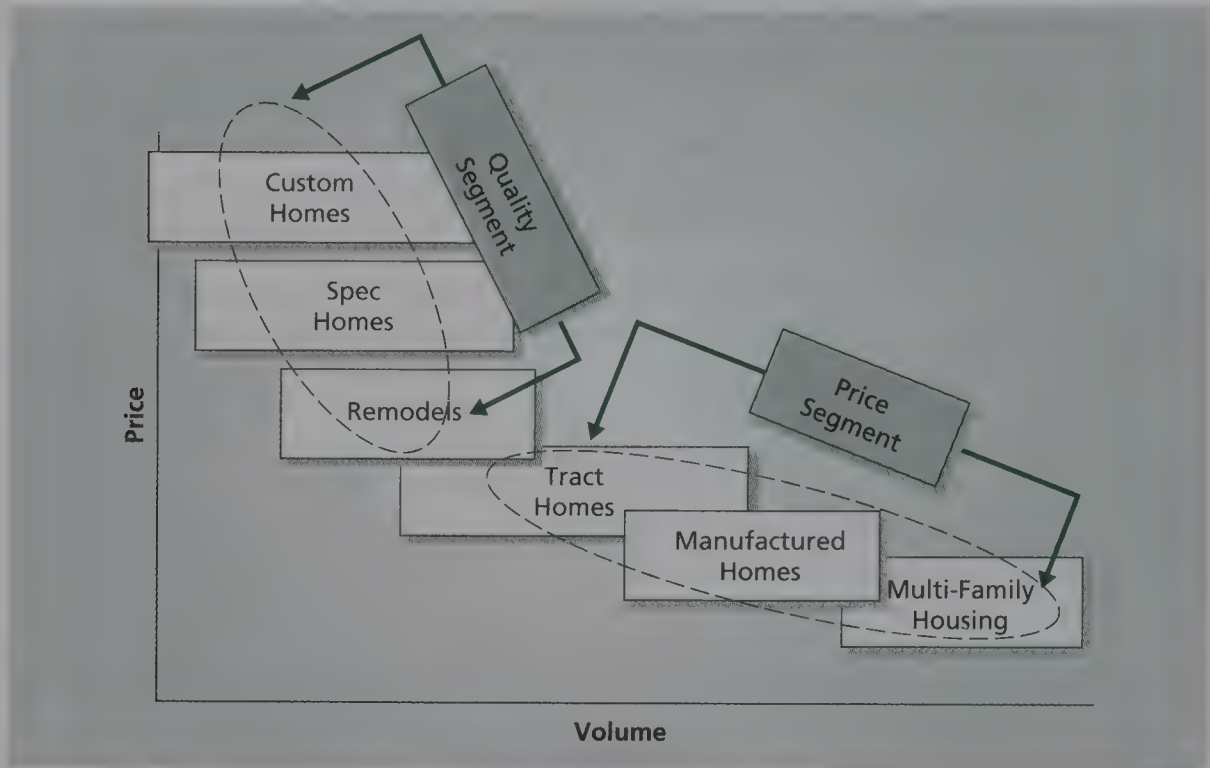 Custom
Homes
Quality
Segment
Spec
Homes
Price
Remodels
Price
Segment
Tract
Homes
Manufactured
Homes
Multi-Family
Housing
Volume